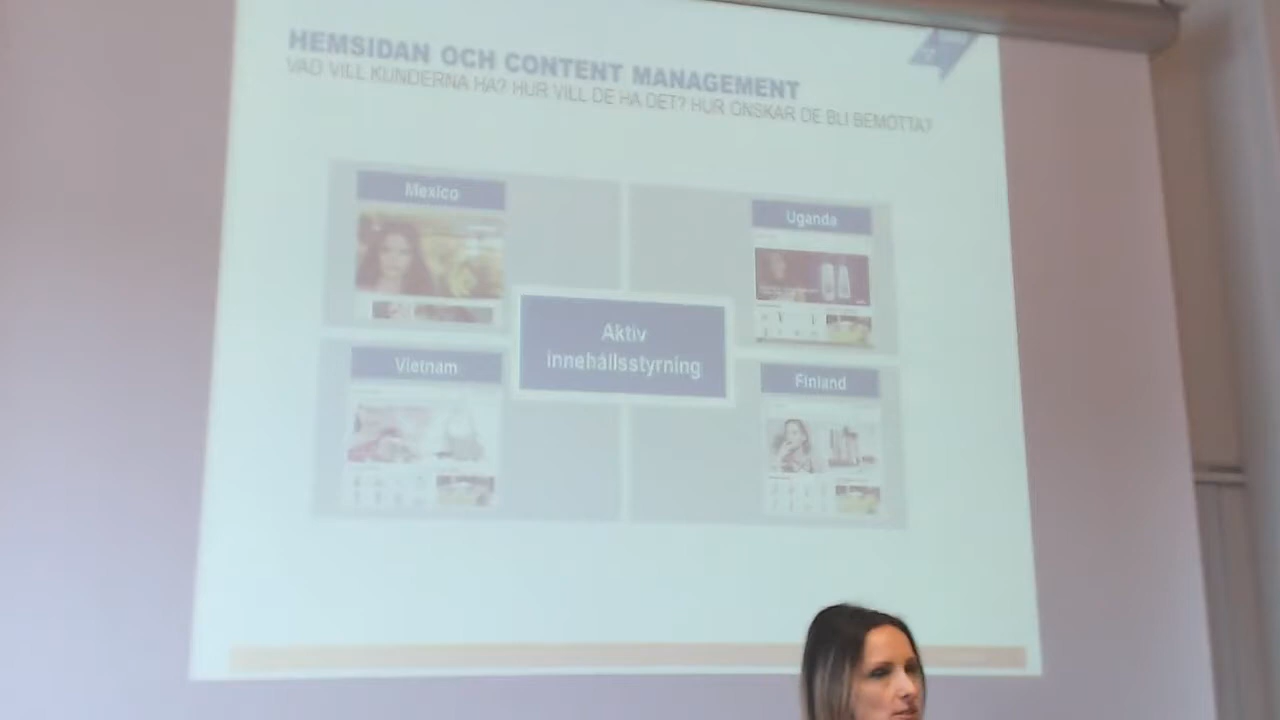 HEMSIDAN OCH CONTENT MANAGEMENT
VAD VILL KUNDERNA HA? HUR VILL DE HA DET? HUR ÖNSKAR DE BLI BEMÖTTA?
Mexico
Uganda
Aktiv
innehållsstyrning
Vietnam
Finland